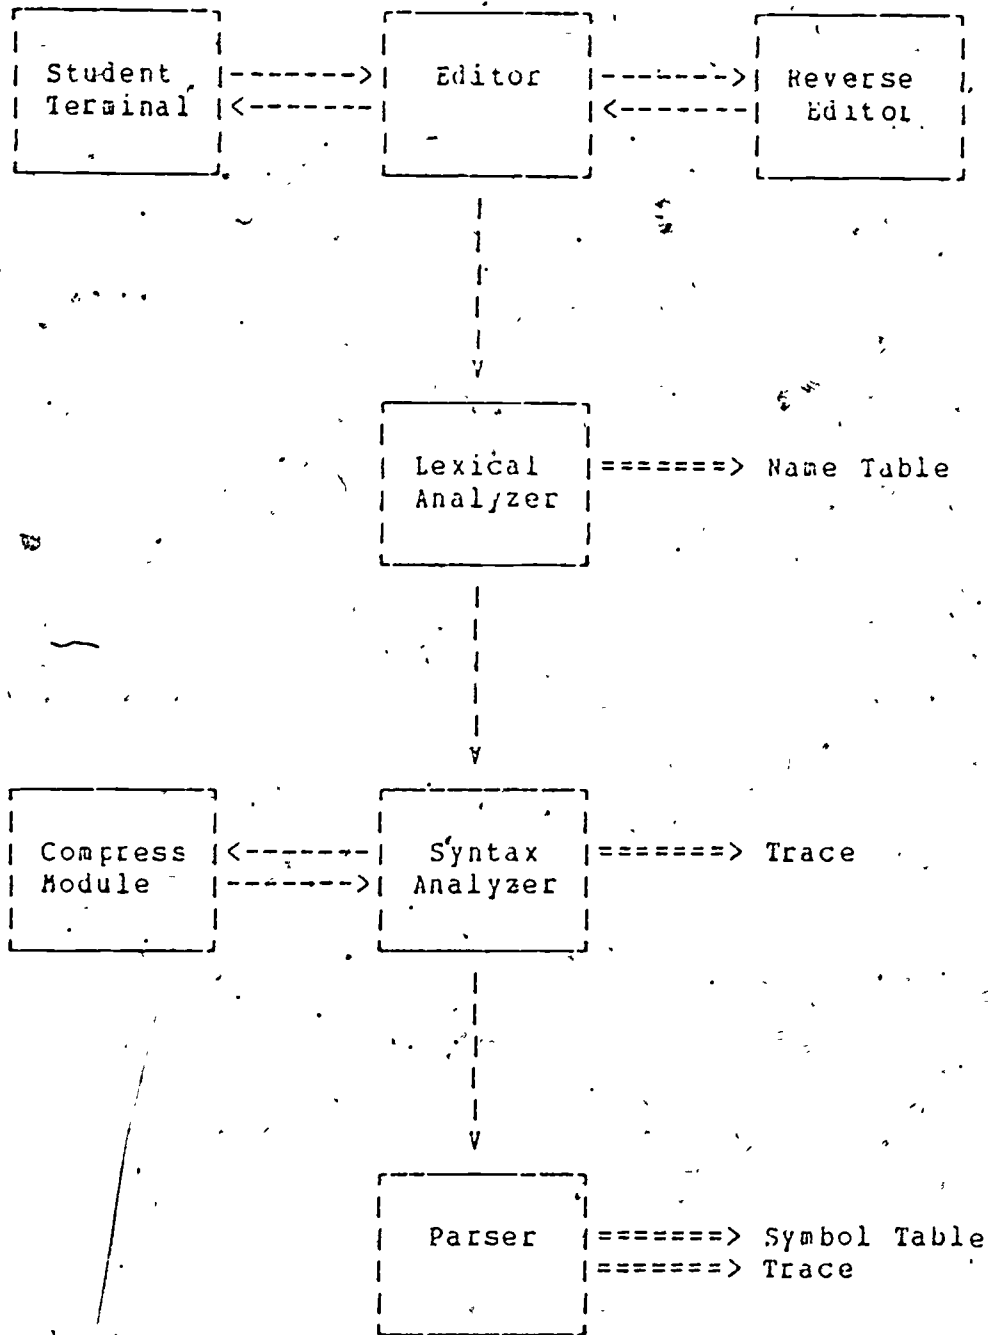 Student
Terminal
Editor
Reverse
Editor
Lexical
Analyzer
Name Table
Compress
Module
Syntax
Analyzer
Trace
Parser
Symbol Table
Trace